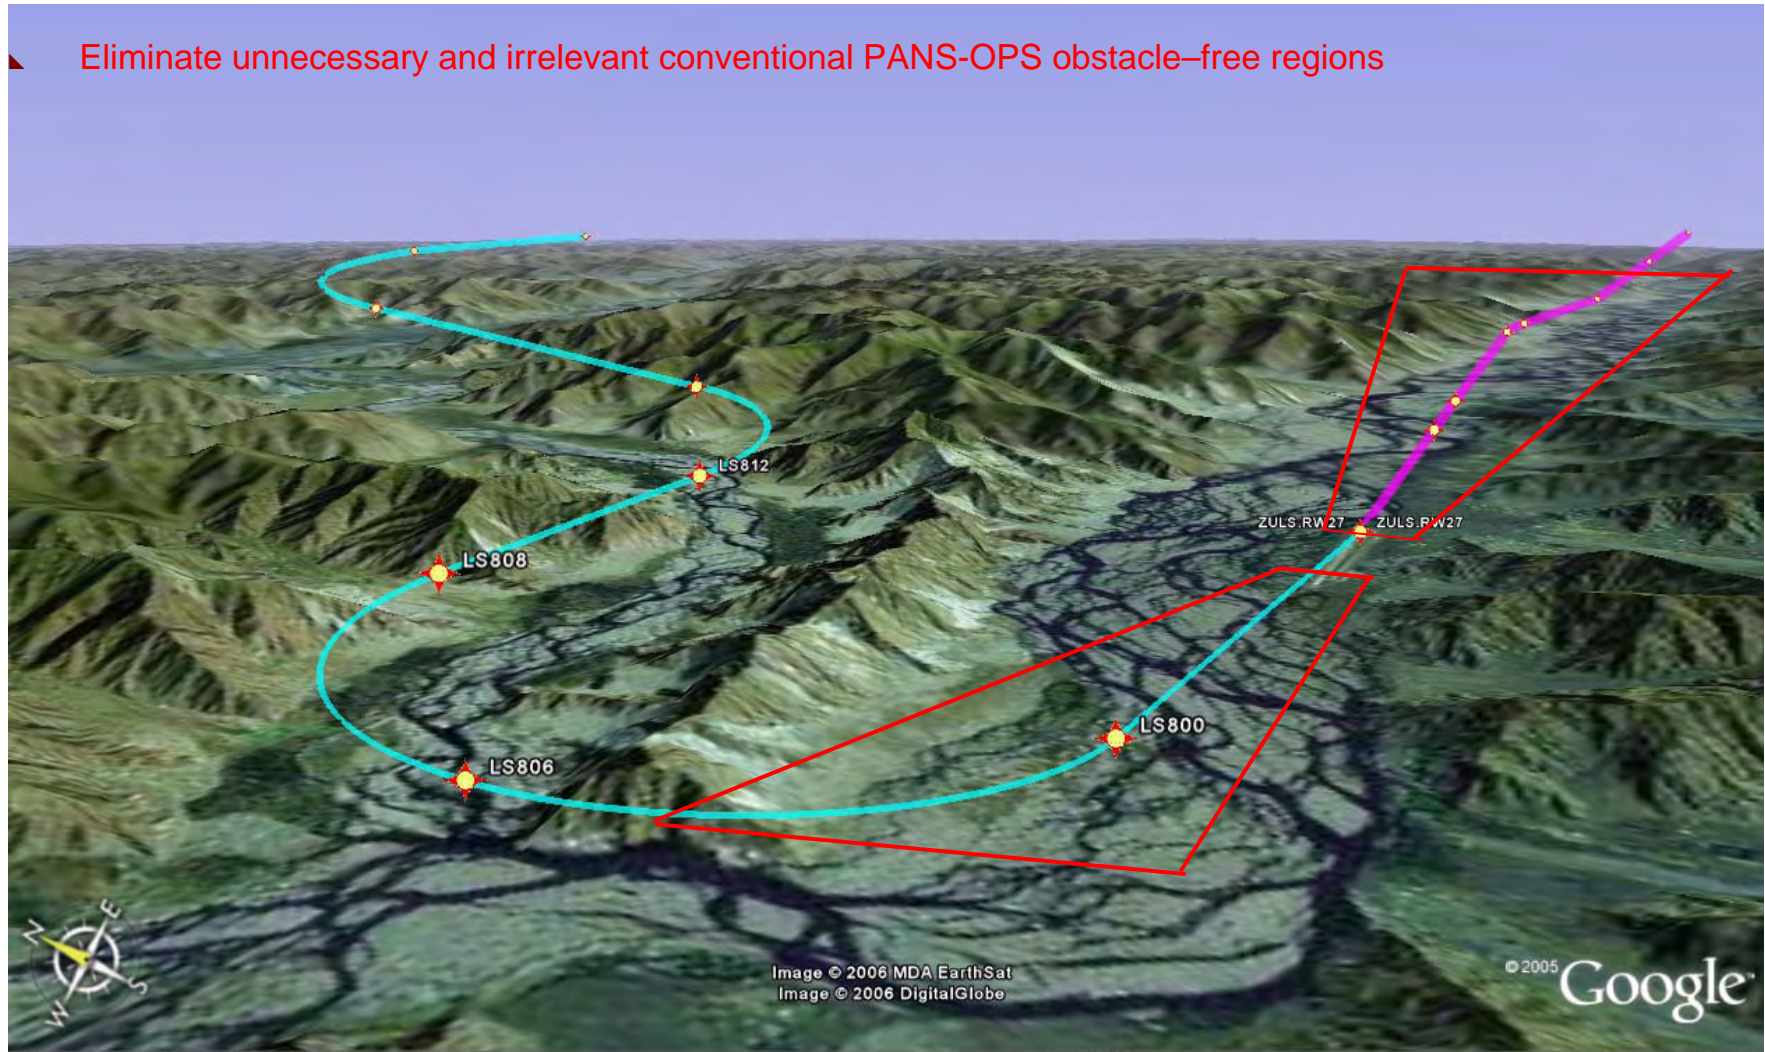 Eliminate unnecessary and irrelevant conventional PANS-OPS obstacle–free regions
LS812
ZULS.RW27 ZULS.RW27
LS808
LS800
LS806
N E
W S
Image © 2006 MDA EarthSat
Image © 2006 DigitalGlobe
© 2005 Google™